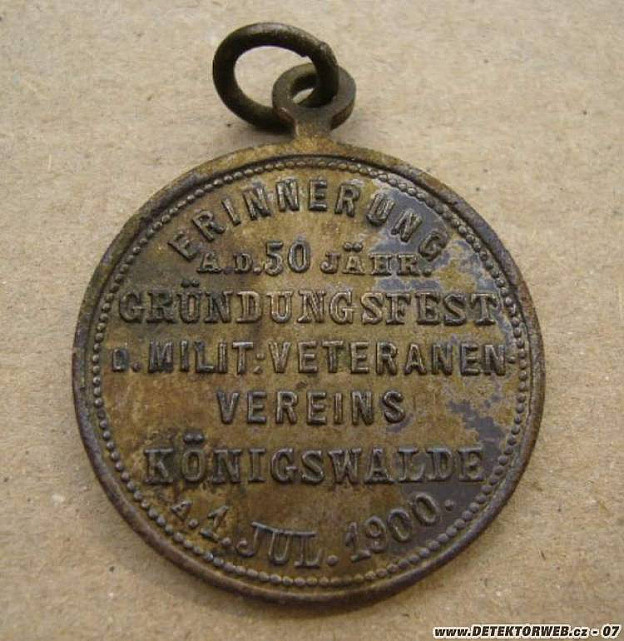 ERINNERUNG
A.D. 50 JÄHR.
GRÜNDUNGSFEST
D. MILIT: VETERANEN-
VEREINS
KÖNIGSWALDE
A. 1. JUL. 1900.
www.DETEKTORWEB.cz - 07